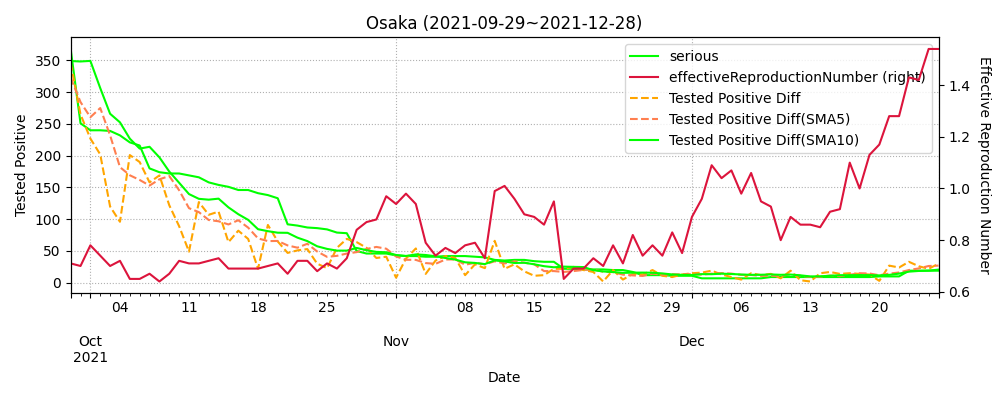 Osaka (2021-09-29~2021-12-28)
serious
effectiveReproductionNumber (right)
Tested Positive Diff
Tested Positive Diff(SMA5)
Tested Positive Diff(SMA10)
Tested Positive
350
300
250
200
150
100
50
0
Effective Reproduction Number
1.4
1.2
1.0
0.8
0.6
04 11 18 25 08 15 22 29 06 13 20
Oct Nov Dec
2021
Date